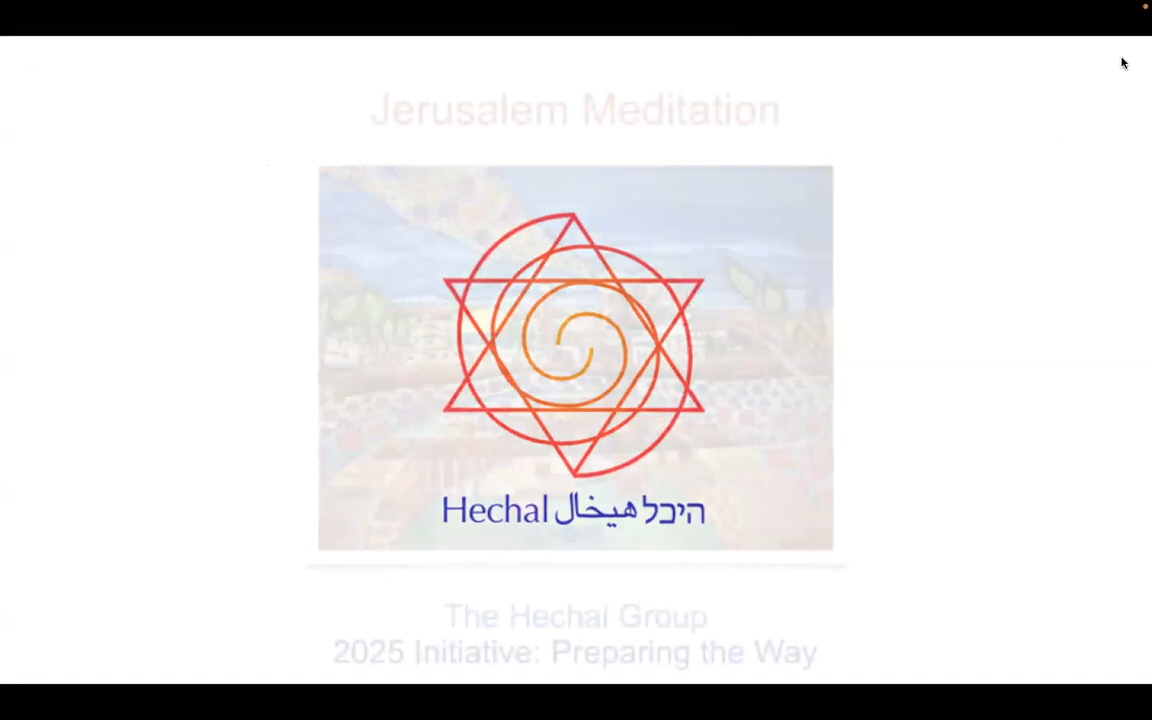 Jerusalem Meditation
Hechal هيخال היכל
The Hechal Group
2025 Initiative: Preparing the Way